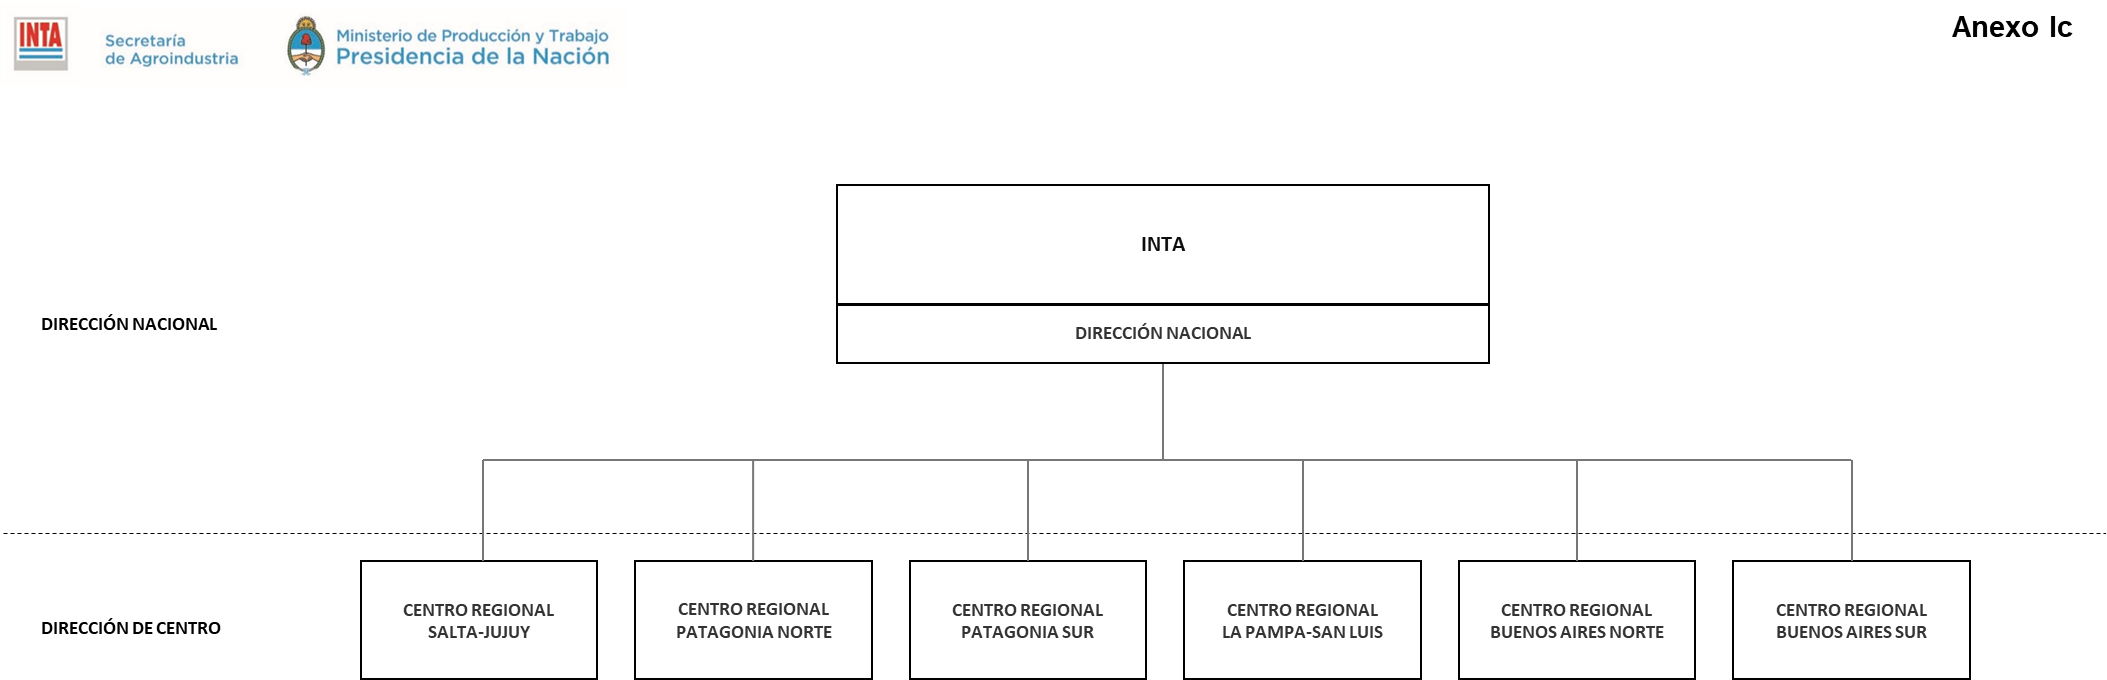 INTA
Secretaría
de Agroindustria
Ministerio de Producción y Trabajo
Presidencia de la Nación
Anexo Ic
INTA
DIRECCIÓN NACIONAL
DIRECCIÓN NACIONAL
DIRECCIÓN DE CENTRO
CENTRO REGIONAL
SALTA-JUJUY
CENTRO REGIONAL
PATAGONIA NORTE
CENTRO REGIONAL
PATAGONIA SUR
CENTRO REGIONAL
LA PAMPA-SAN LUIS
CENTRO REGIONAL
BUENOS AIRES NORTE
CENTRO REGIONAL
BUENOS AIRES SUR